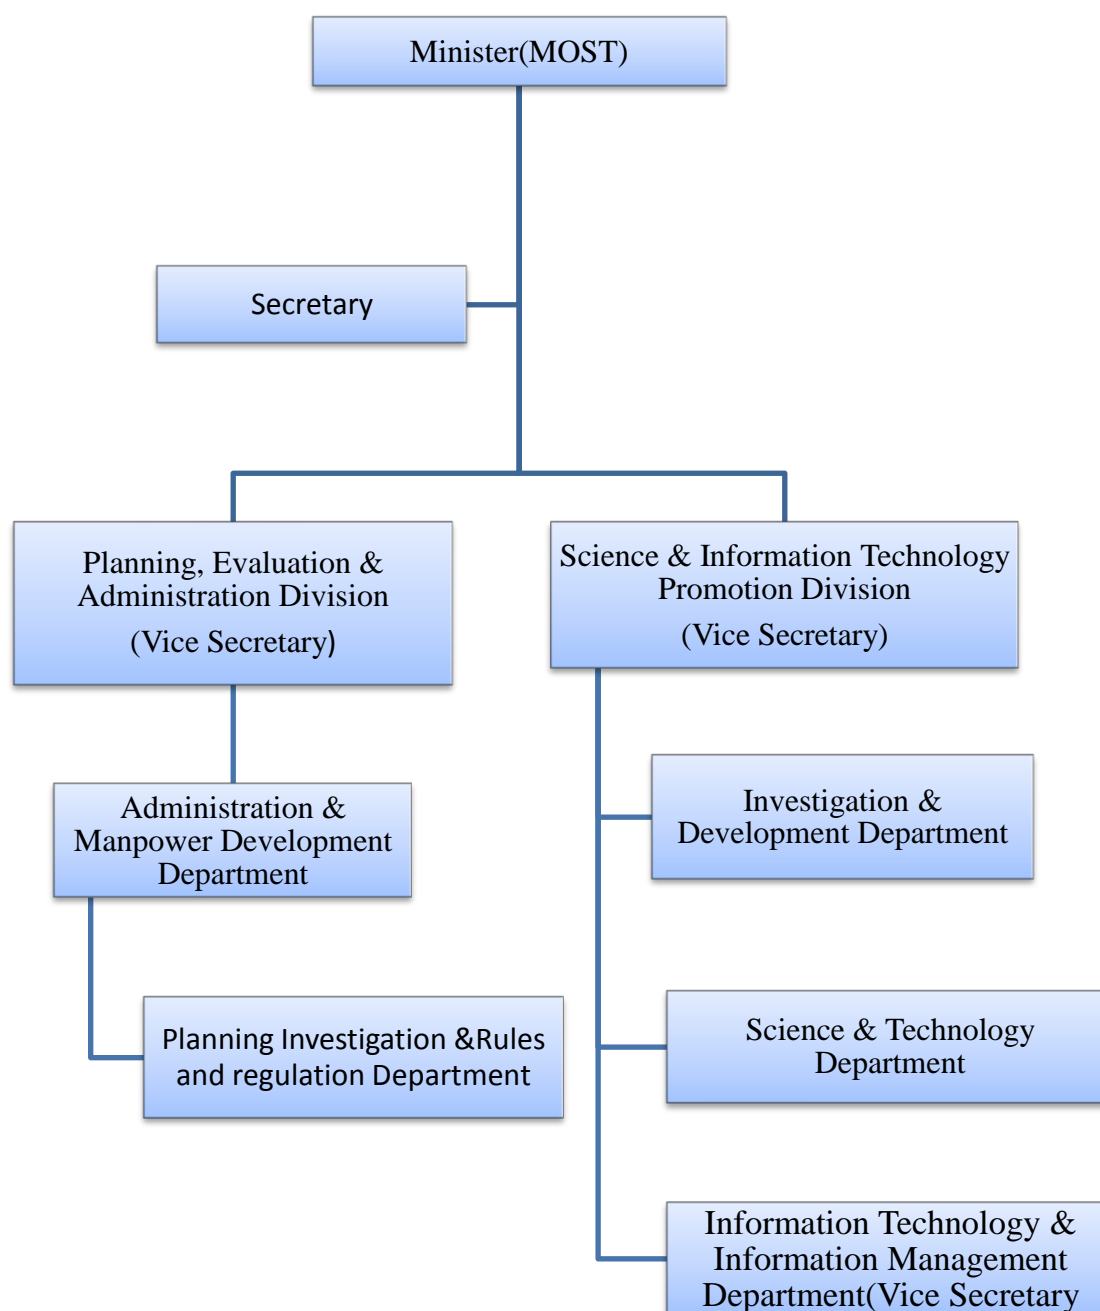 Minister(MOST)
Secretary
Planning, Evaluation &
Administration Division
(Vice Secretary)
Science & Information Technology
Promotion Division
(Vice Secretary)
Administration &
Manpower Development
Department
Investigation &
Development Department
Planning Investigation &Rules
and regulation Department
Science & Technology
Department
Information Technology &
Information Management
Department(Vice Secretary